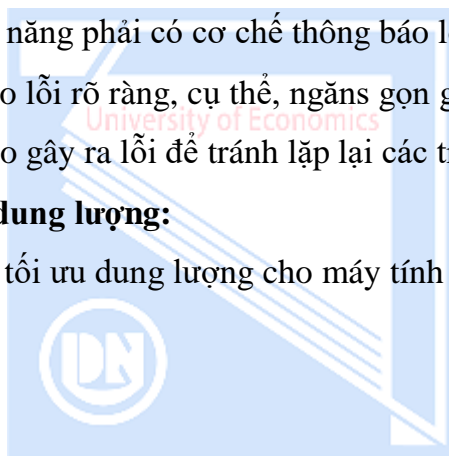 năng phải có cơ chế thông báo l
o lỗi rõ ràng, cụ thể, ngăns gọn g
University of Economics
o gây ra lỗi để tránh lặp lại các t
dung lượng:
tối ưu dung lượng cho máy tính
DN